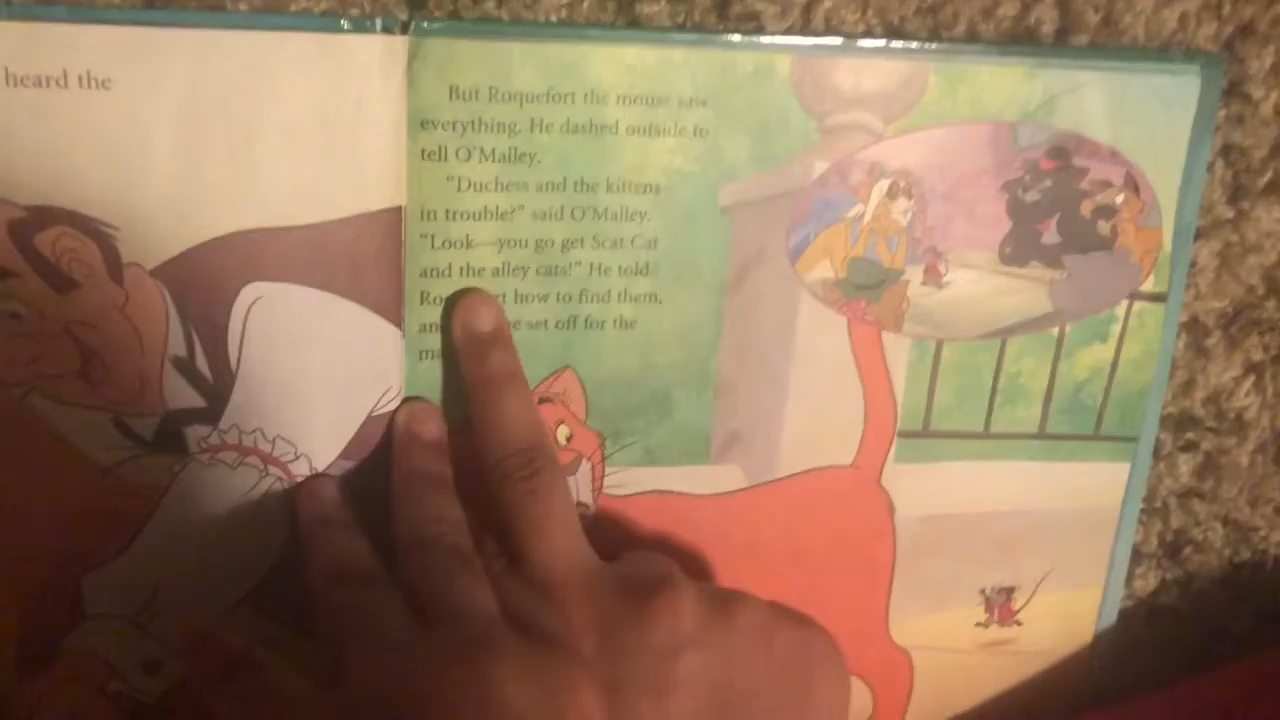 heard the
But Roquefort the mouse saw
everything. He dashed outside to
tell O'Malley.
"Duchess and the kittens
in trouble?" said O'Malley.
"Look—you go get Scat Cat
and the alley cats!" He told
how to find them,
set off for the